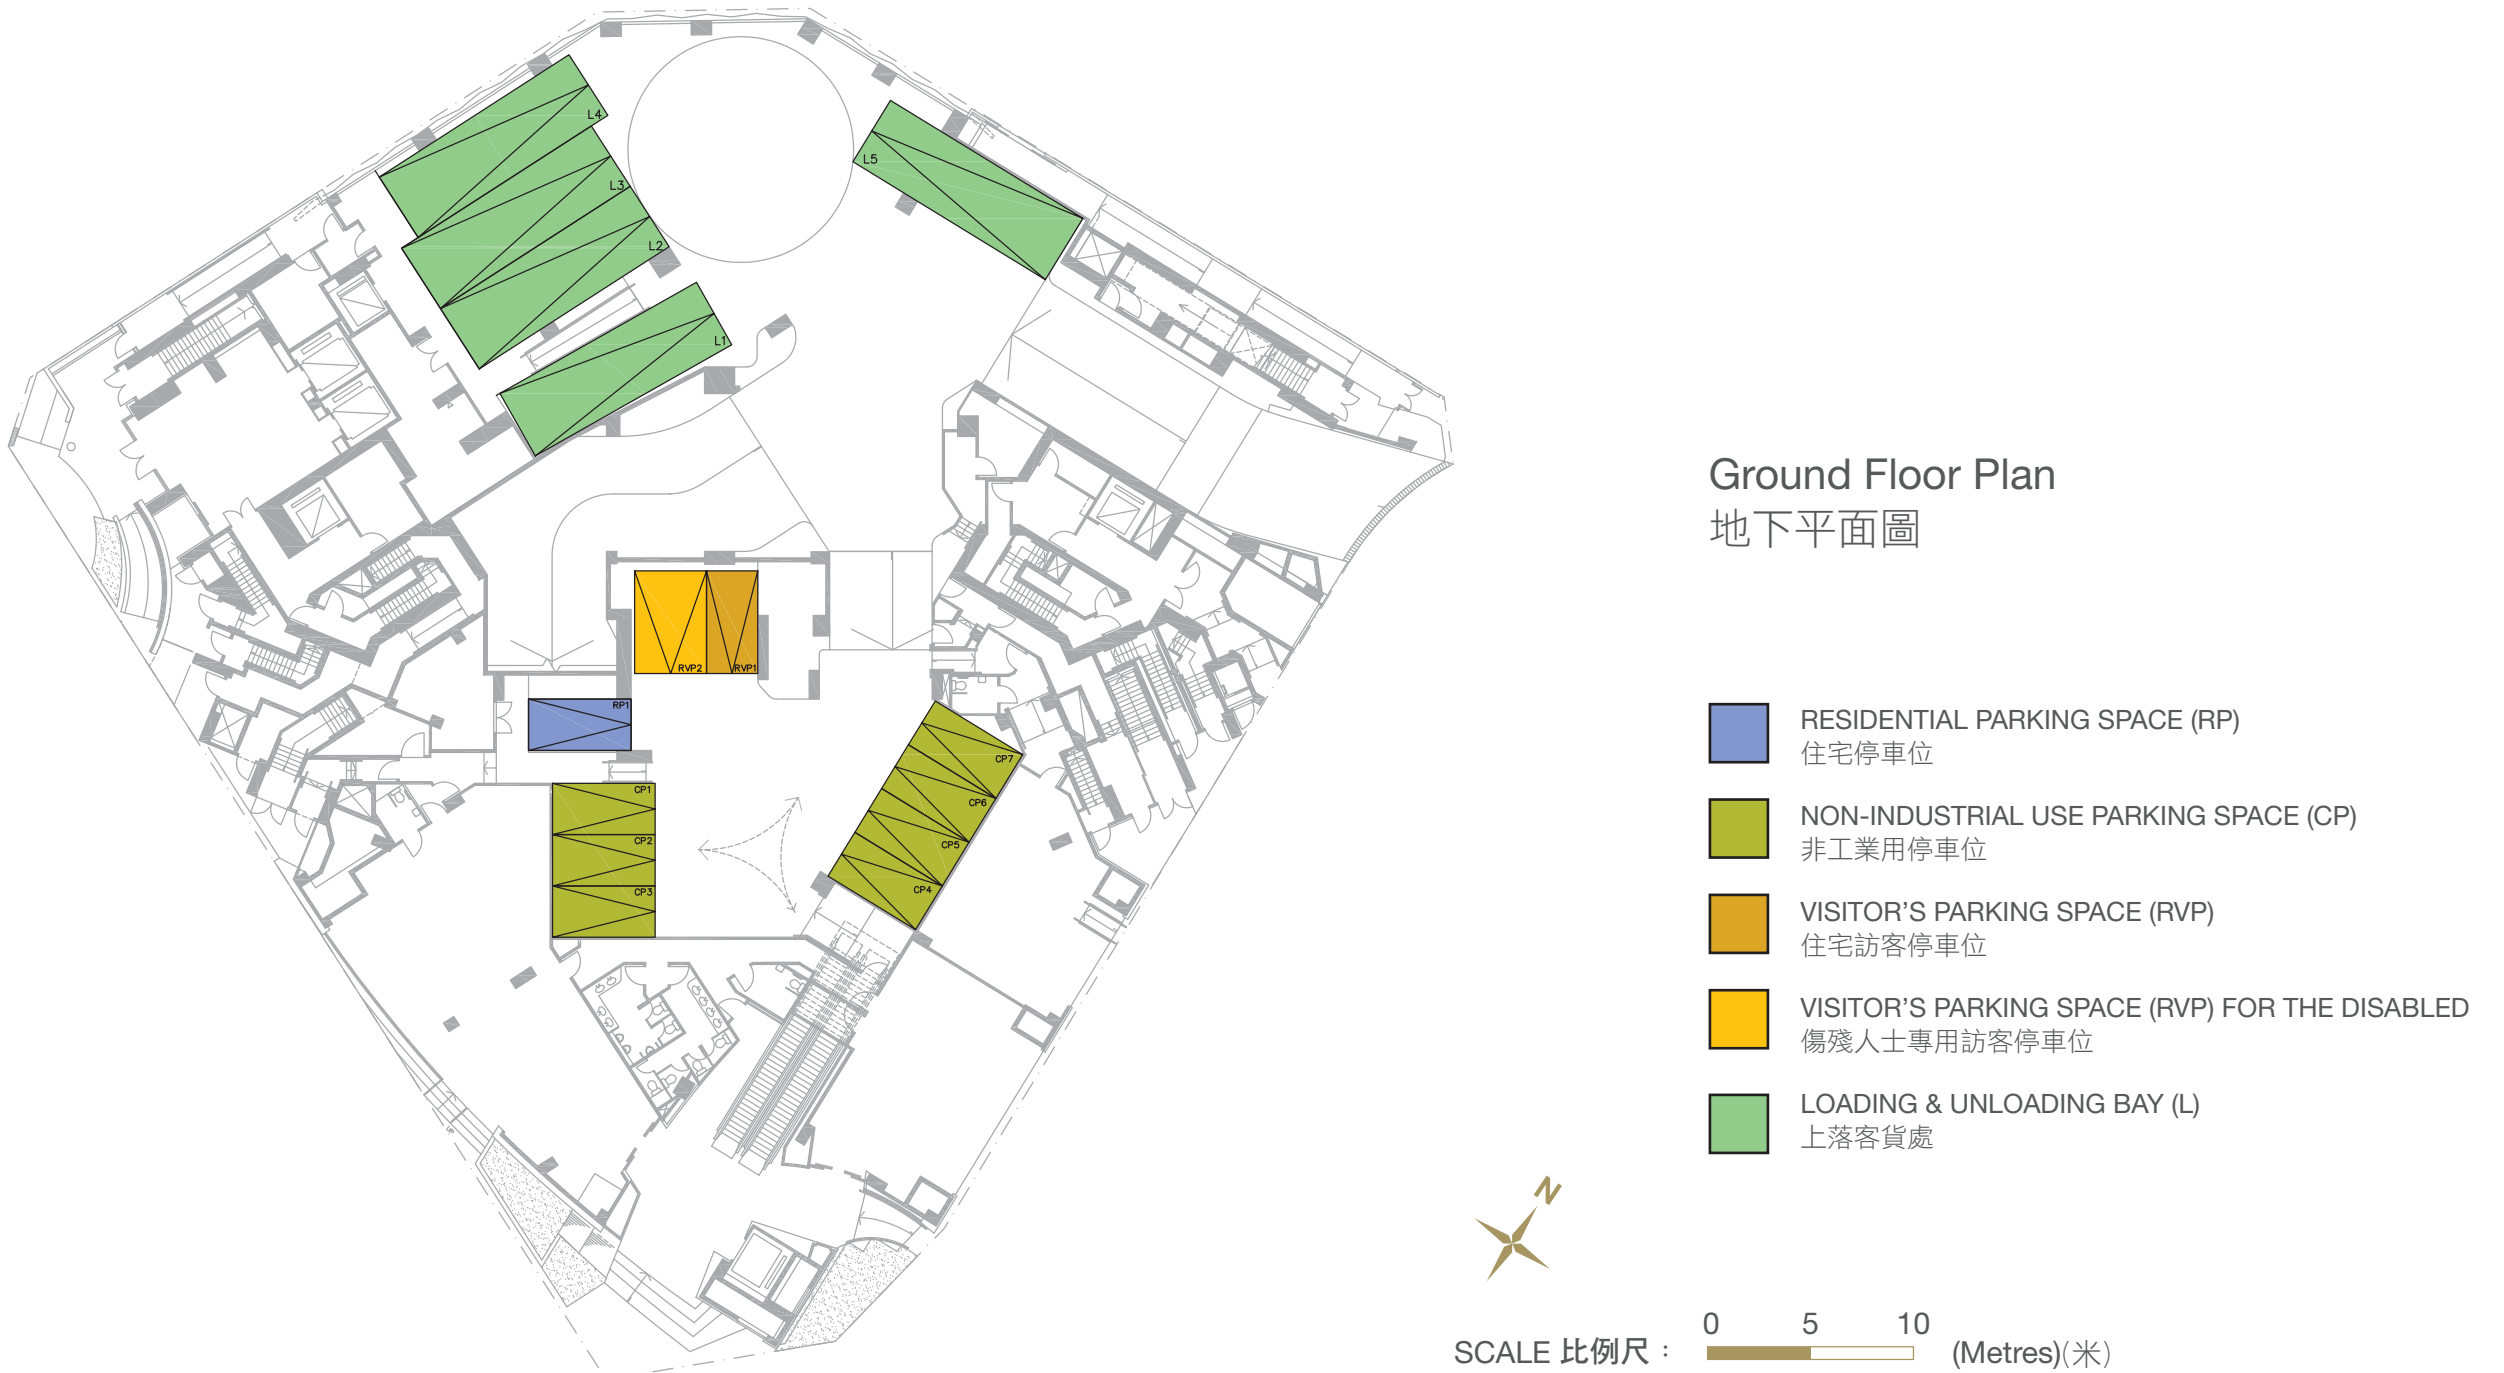 L4
L3
L2
L1
L5
RVP2
RVP1
RP1
CP1
CP2
CP3
CP7
CP6
CP5
CP4
UP
Ground Floor Plan
地下平面圖
RESIDENTIAL PARKING SPACE (RP)
住宅停車位
NON-INDUSTRIAL USE PARKING SPACE (CP)
非工業用停車位
VISITOR’S PARKING SPACE (RVP)
住宅訪客停車位
VISITOR’S PARKING SPACE (RVP) FOR THE DISABLED
傷殘人士專用訪客停車位
LOADING & UNLOADING BAY (L)
上落客貨處
N
0 5 10
SCALE 比例尺： (Metres)(米)